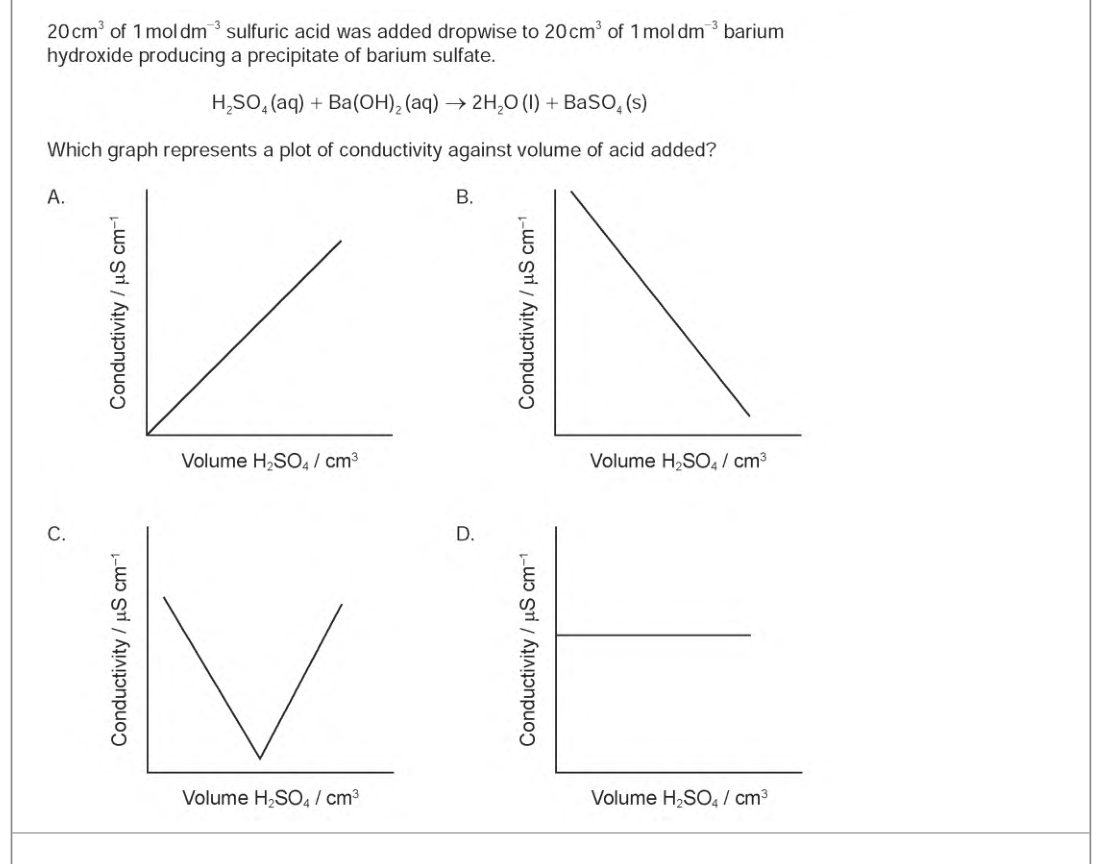 20 cm³ of 1 mol dm⁻³ sulfuric acid was added dropwise to 20 cm³ of 1 mol dm⁻³ barium
hydroxide producing a precipitate of barium sulfate.
H₂SO₄ (aq) + Ba(OH)₂ (aq) → 2H₂O (l) + BaSO₄ (s)
Which graph represents a plot of conductivity against volume of acid added?
A.
Conductivity / µS cm⁻¹
Volume H₂SO₄ / cm³
B.
Conductivity / µS cm⁻¹
Volume H₂SO₄ / cm³
C.
Conductivity / µS cm⁻¹
Volume H₂SO₄ / cm³
D.
Conductivity / µS cm⁻¹
Volume H₂SO₄ / cm³